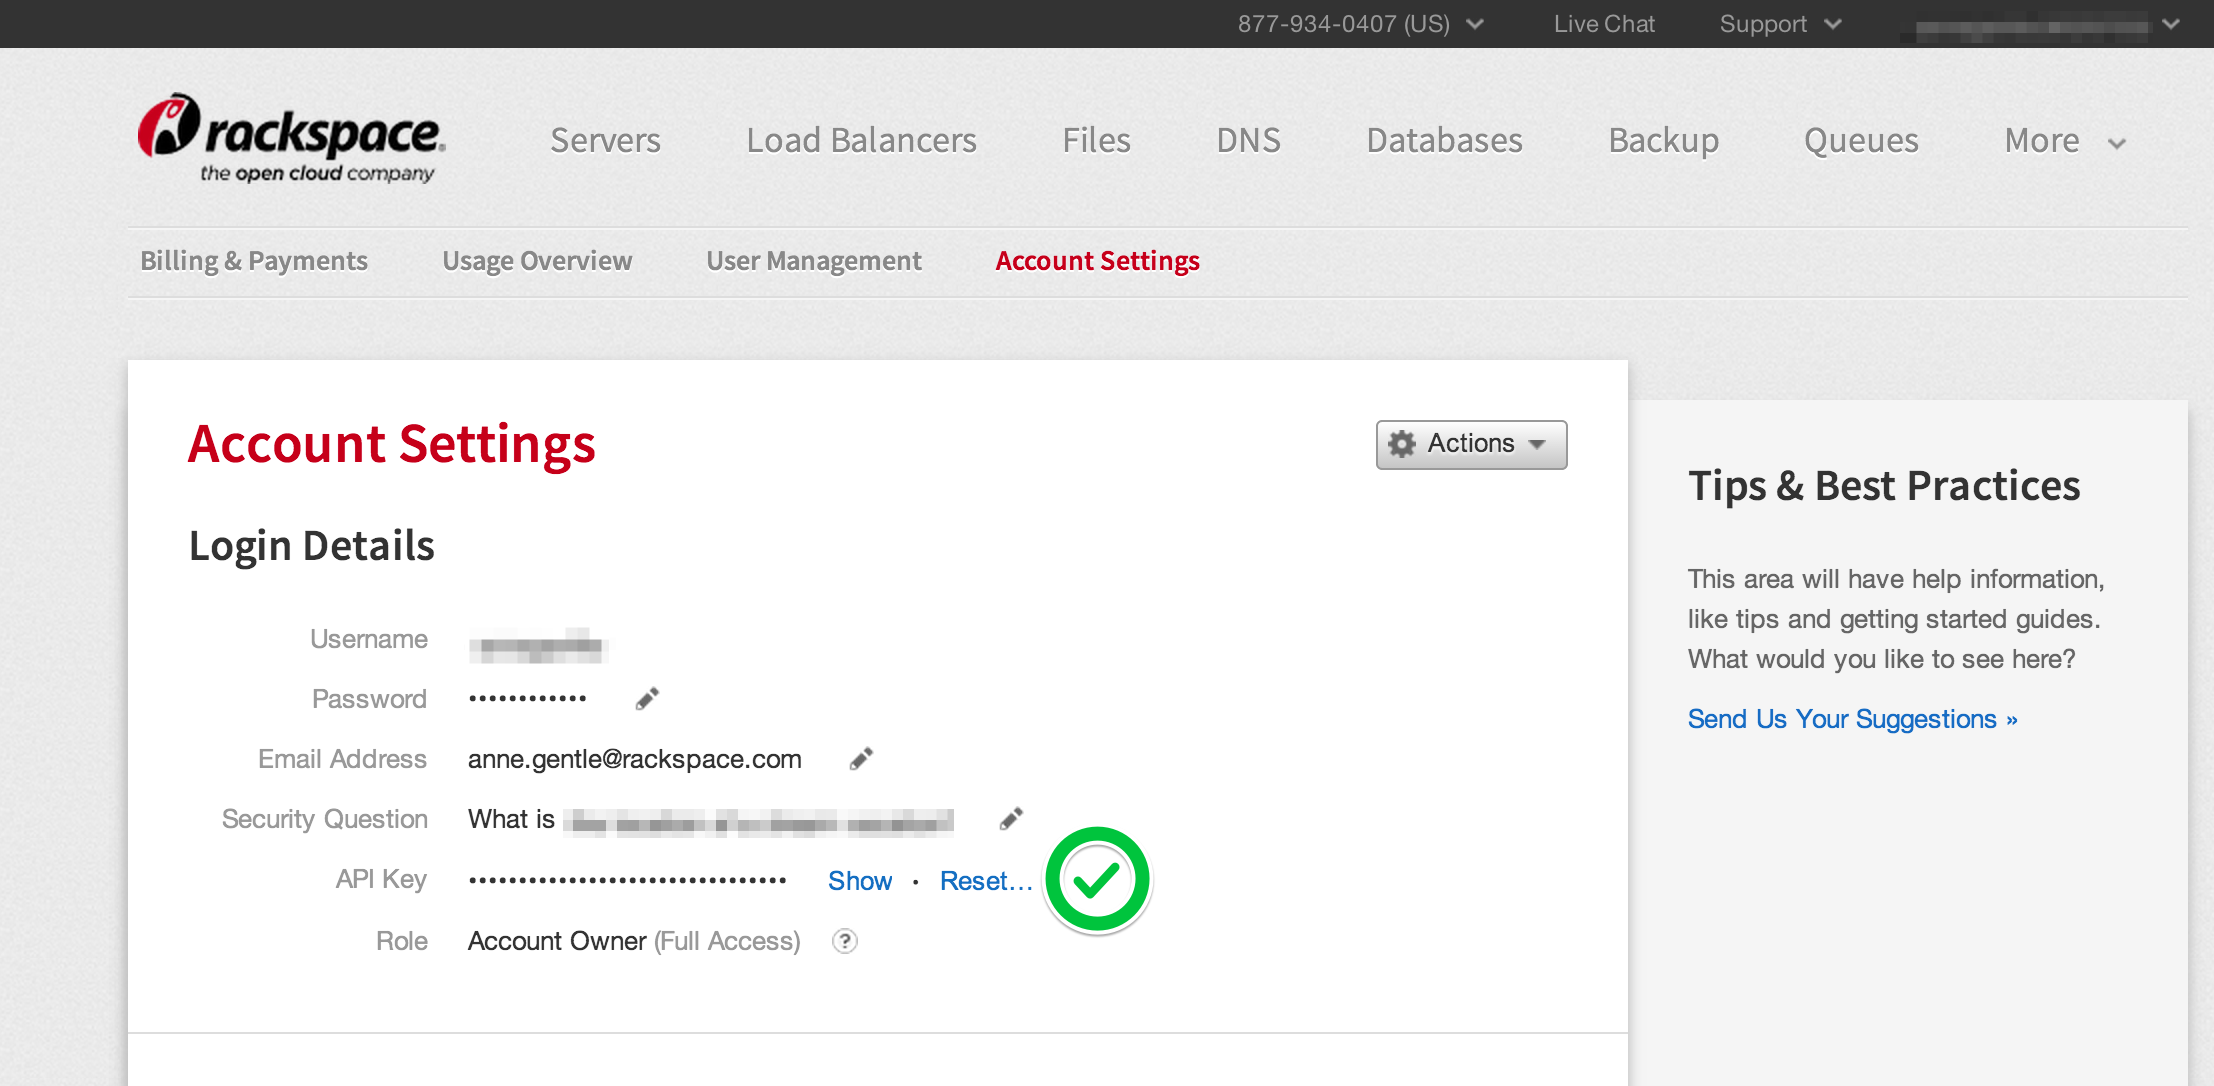 877-934-0407 (US) Live Chat Support
rackspace®
the open cloud company
Servers Load Balancers Files DNS Databases Backup Queues More
Billing & Payments Usage Overview User Management Account Settings
Account Settings
Actions
Login Details
Username
Password ••••••••••••
Email Address anne.gentle@rackspace.com
Security Question What is
API Key •••••••••••••••••••••••••••••••• Show · Reset...
Role Account Owner (Full Access) ?
Tips & Best Practices
This area will have help information,
like tips and getting started guides.
What would you like to see here?
Send Us Your Suggestions »